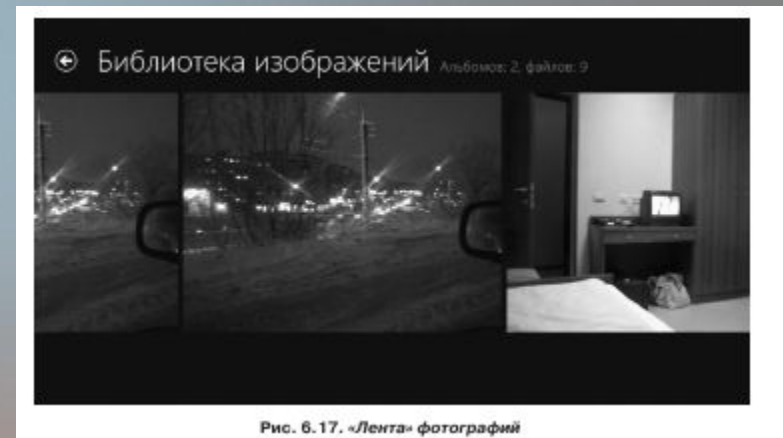 Библиотека изображений Альбомов: 2, файлов: 9
Рис. 6.17. «Лента» фотографий